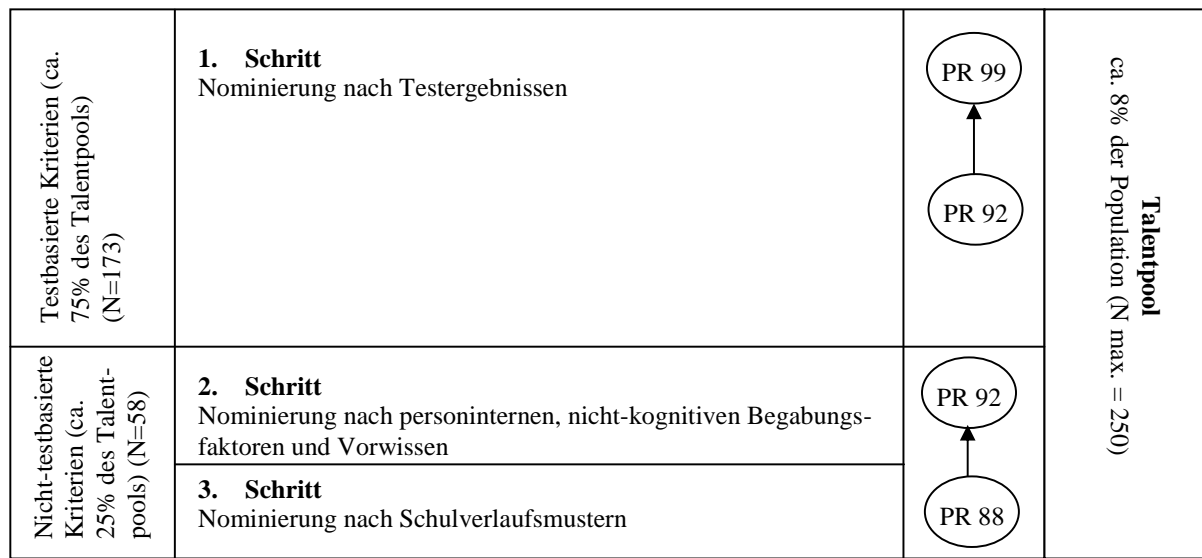 Testbasierte Kriterien (ca.
75% des Talentpools)
(N=173)
1. Schritt
Nominierung nach Testergebnissen
PR 99
PR 92
Nicht-testbasierte
Kriterien (ca.
25% des Talent-
pools) (N=58)
2. Schritt
Nominierung nach personinternen, nicht-kognitiven Begabungs-
faktoren und Vorwissen
3. Schritt
Nominierung nach Schulverlaufsmustern
PR 92
PR 88
Talentpool
ca. 8% der Population (N max. = 250)